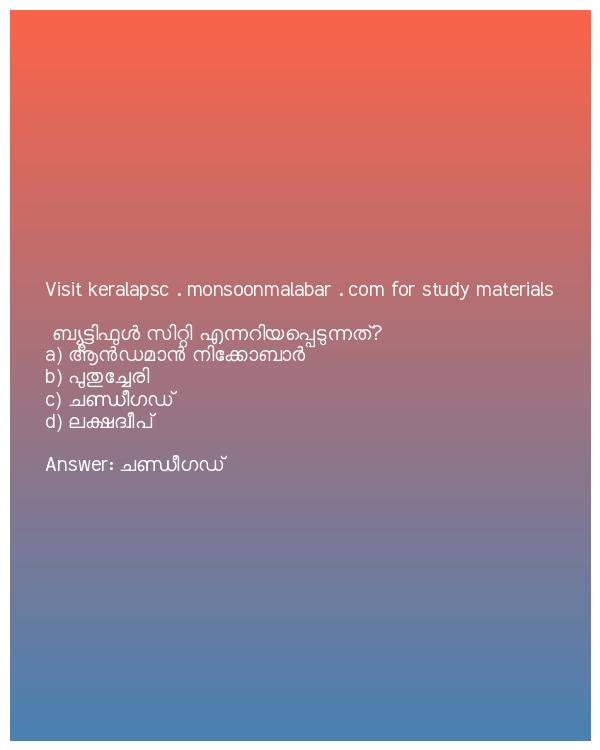 Visit keralapsc . monsoonmalabar . com for study materials
ബ്യൂട്ടിഫുൾ സിറ്റി എന്നറിയപ്പെടുന്നത്?
a) ആൻഡമാൻ നിക്കോബാർ
b) പുതുച്ചേരി
c) ചണ്ഡീഗഡ്
d) ലക്ഷദ്വീപ്
Answer: ചണ്ഡീഗഡ്